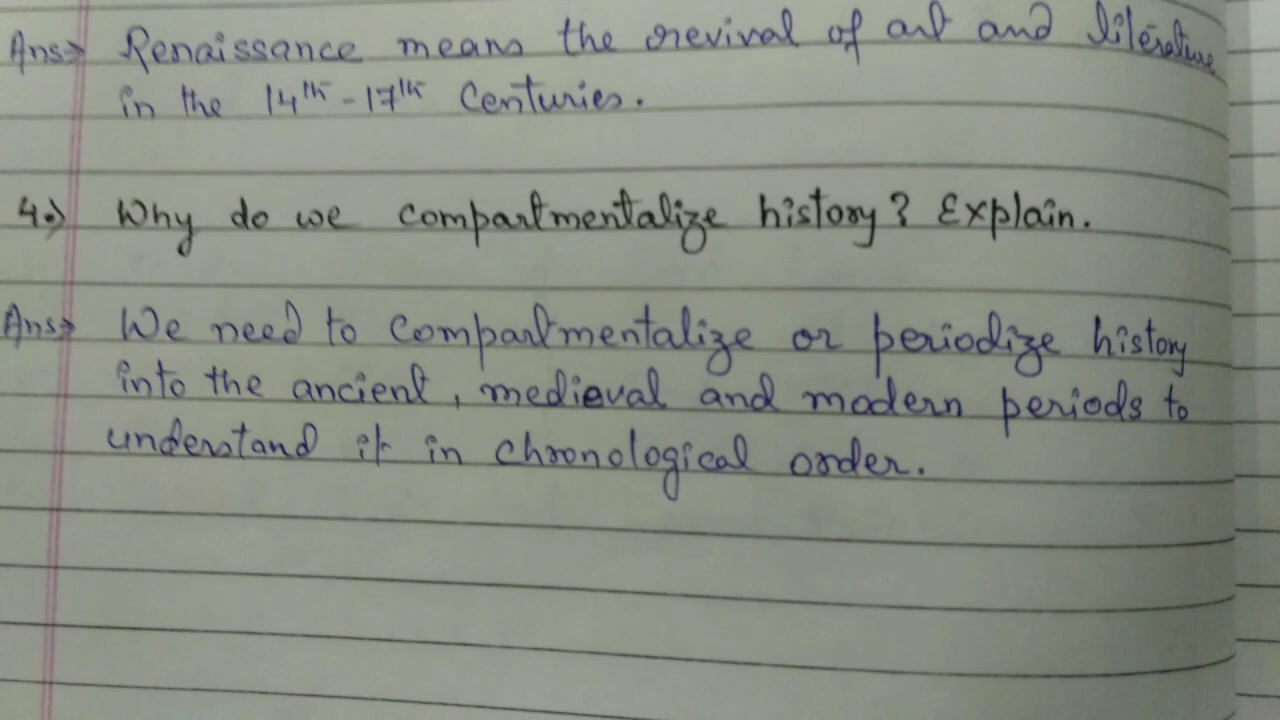 Ans⇒ Renaissance means the revival of art and literature
in the 14th - 17th Centuries.
4.) Why do we compartmentalize history? Explain.
Ans⇒ We need to compartmentalize or periodize history
into the ancient, medieval and modern periods to
understand it in chronological order.